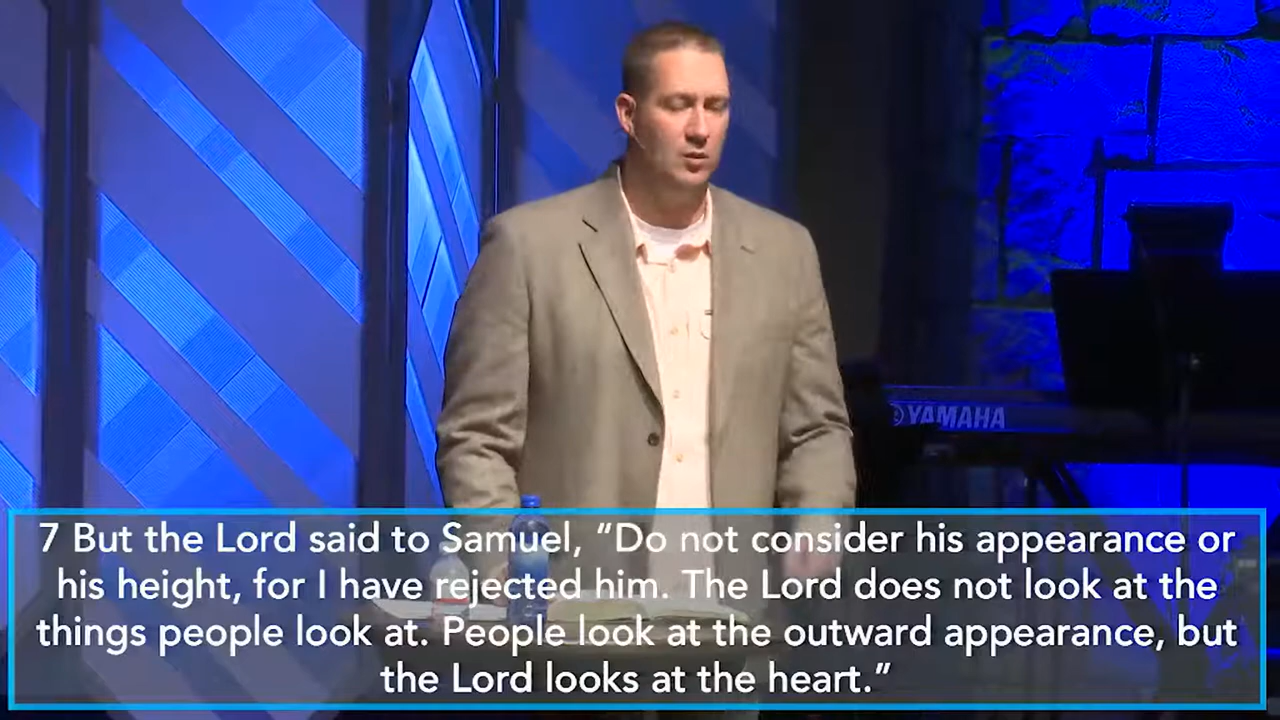 YAMAHA
7 But the Lord said to Samuel, “Do not consider his appearance or
his height, for I have rejected him. The Lord does not look at the
things people look at. People look at the outward appearance, but
the Lord looks at the heart.”